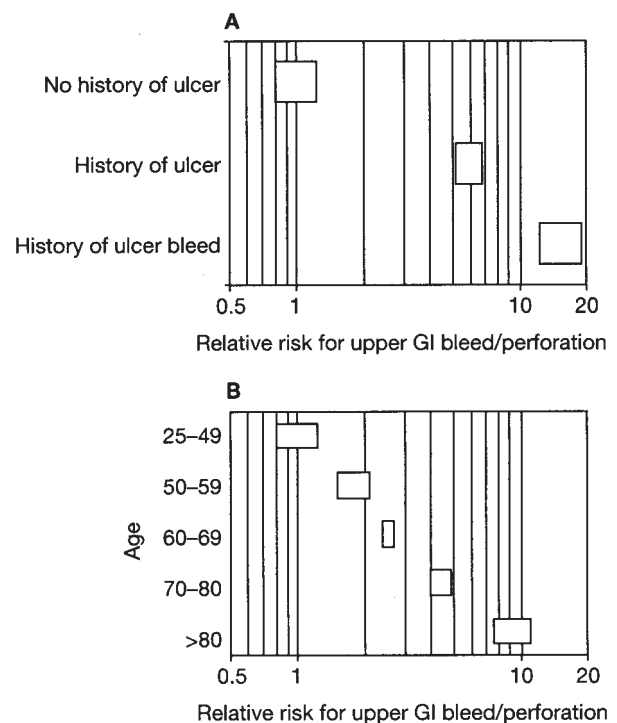 A
No history of ulcer
History of ulcer
History of ulcer bleed
0.5 1 10 20
Relative risk for upper GI bleed/perforation
B
25–49
50–59
60–69
70–80
>80
Age
0.5 1 10 20
Relative risk for upper GI bleed/perforation